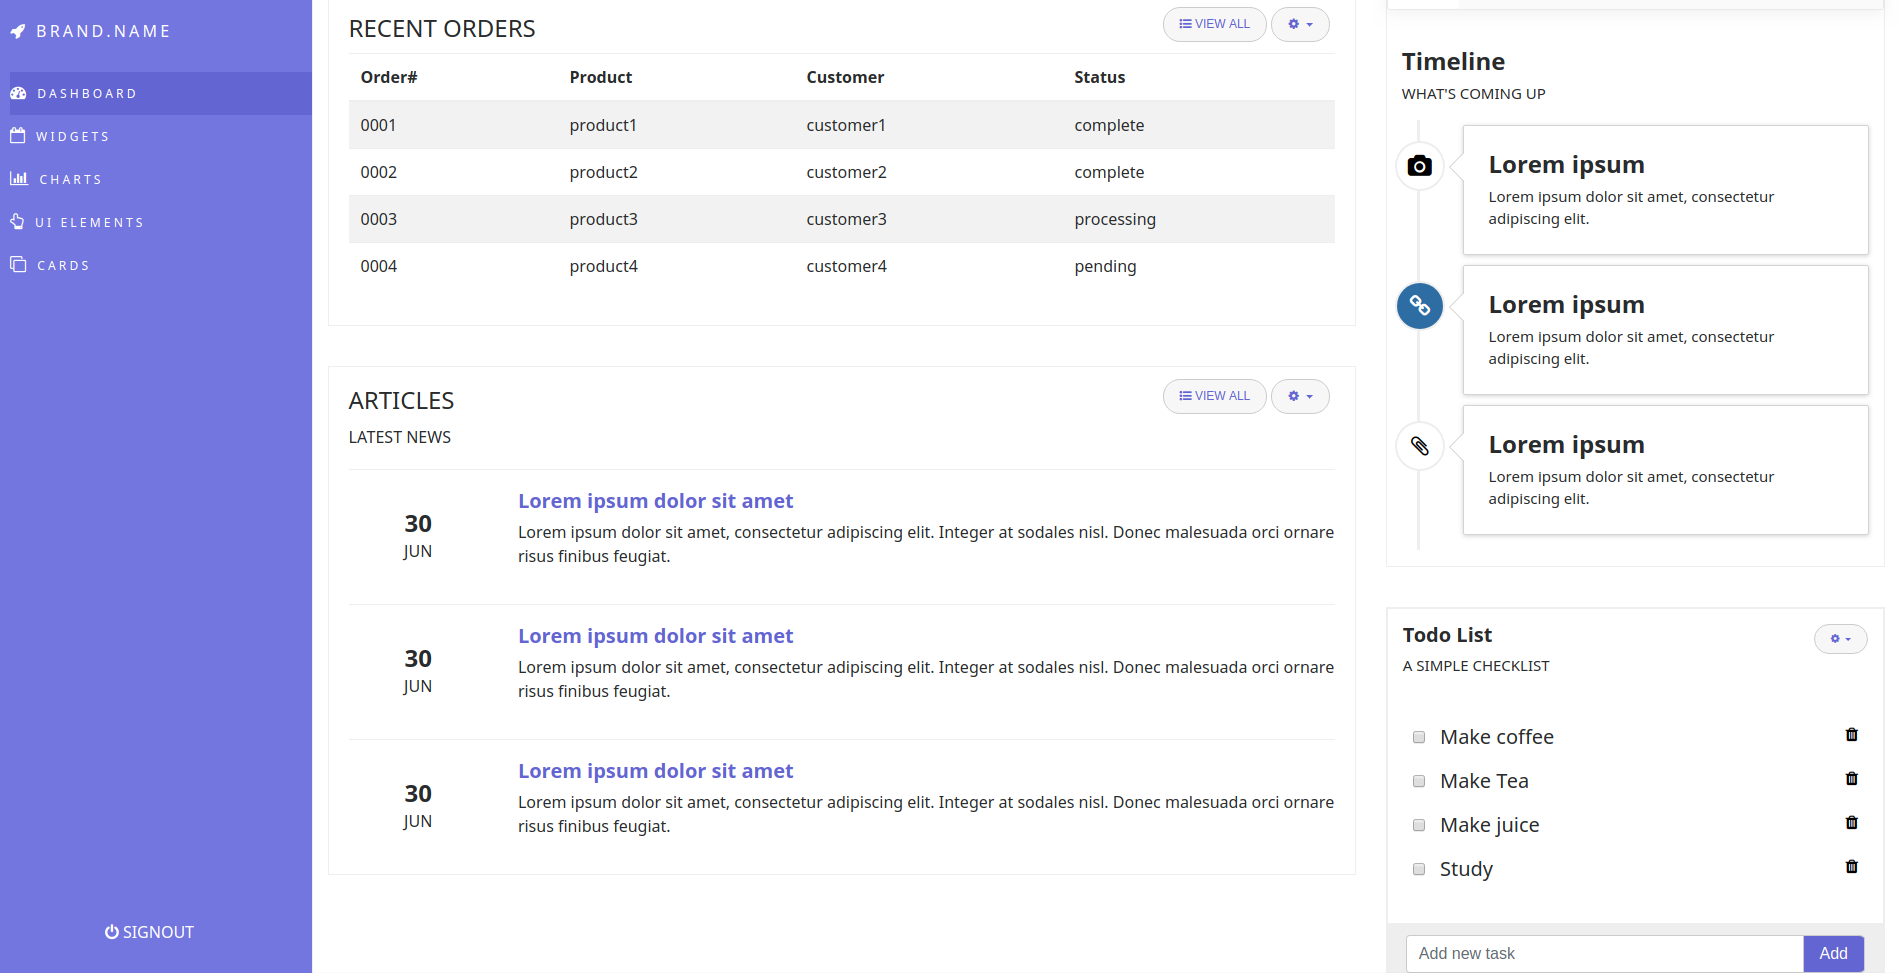 BRAND.NAME
DASHBOARD
WIDGETS
CHARTS
UI ELEMENTS
CARDS
SIGNOUT
RECENT ORDERS
VIEW ALL
Order# Product Customer Status
0001 product1 customer1 complete
0002 product2 customer2 complete
0003 product3 customer3 processing
0004 product4 customer4 pending
ARTICLES
VIEW ALL
LATEST NEWS
30
JUN
Lorem ipsum dolor sit amet
Lorem ipsum dolor sit amet, consectetur adipiscing elit. Integer at sodales nisl. Donec malesuada orci ornare
risus finibus feugiat.
30
JUN
Lorem ipsum dolor sit amet
Lorem ipsum dolor sit amet, consectetur adipiscing elit. Integer at sodales nisl. Donec malesuada orci ornare
risus finibus feugiat.
30
JUN
Lorem ipsum dolor sit amet
Lorem ipsum dolor sit amet, consectetur adipiscing elit. Integer at sodales nisl. Donec malesuada orci ornare
risus finibus feugiat.
Timeline
WHAT'S COMING UP
Lorem ipsum
Lorem ipsum dolor sit amet, consectetur
adipiscing elit.
Lorem ipsum
Lorem ipsum dolor sit amet, consectetur
adipiscing elit.
Lorem ipsum
Lorem ipsum dolor sit amet, consectetur
adipiscing elit.
Todo List
A SIMPLE CHECKLIST
Make coffee
Make Tea
Make juice
Study
Add new task Add